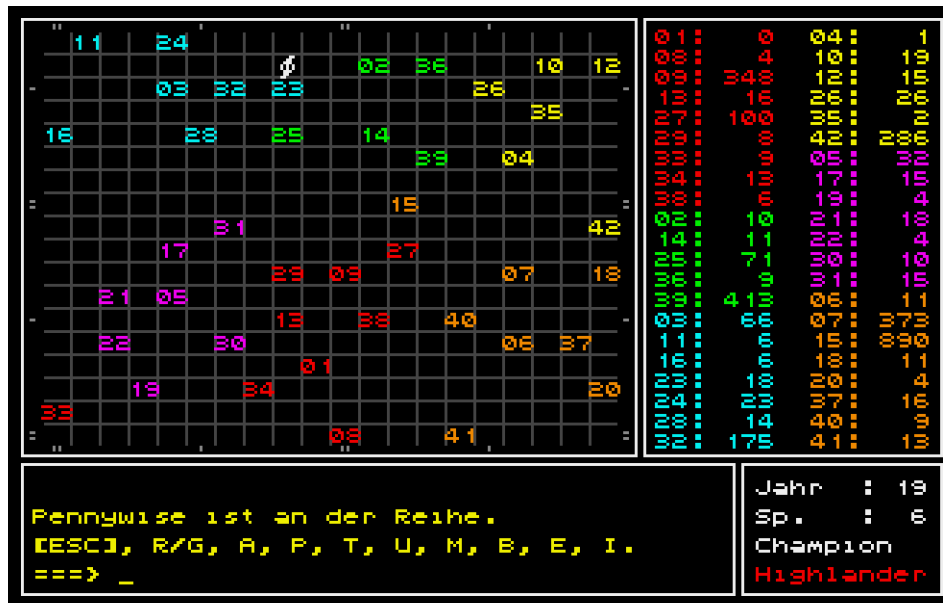 11 24
02 36 10 12
03 32 23 26
35
16 28 25 14
39 04
15
31 42
17 27
29 09 07 18
21 05
13 38 40
22 30 06 37
01
19 34 20
33
08 41
01: 0 04: 1
08: 4 10: 19
09: 348 12: 15
13: 16 26: 26
27: 100 35: 2
29: 8 42: 286
33: 9 05: 32
34: 13 17: 15
38: 6 19: 4
02: 10 21: 18
14: 11 22: 4
25: 71 30: 10
36: 9 31: 15
39: 413 06: 11
03: 66 07: 373
11: 6 15: 890
16: 6 18: 11
23: 18 20: 4
24: 23 37: 16
28: 14 40: 9
32: 175 41: 13
Pennywise ist an der Reihe.
[ESC], R/G, A, P, T, U, M, B, E, I.
===> _
Jahr : 19
Sp. : 6
Champion
Highlander